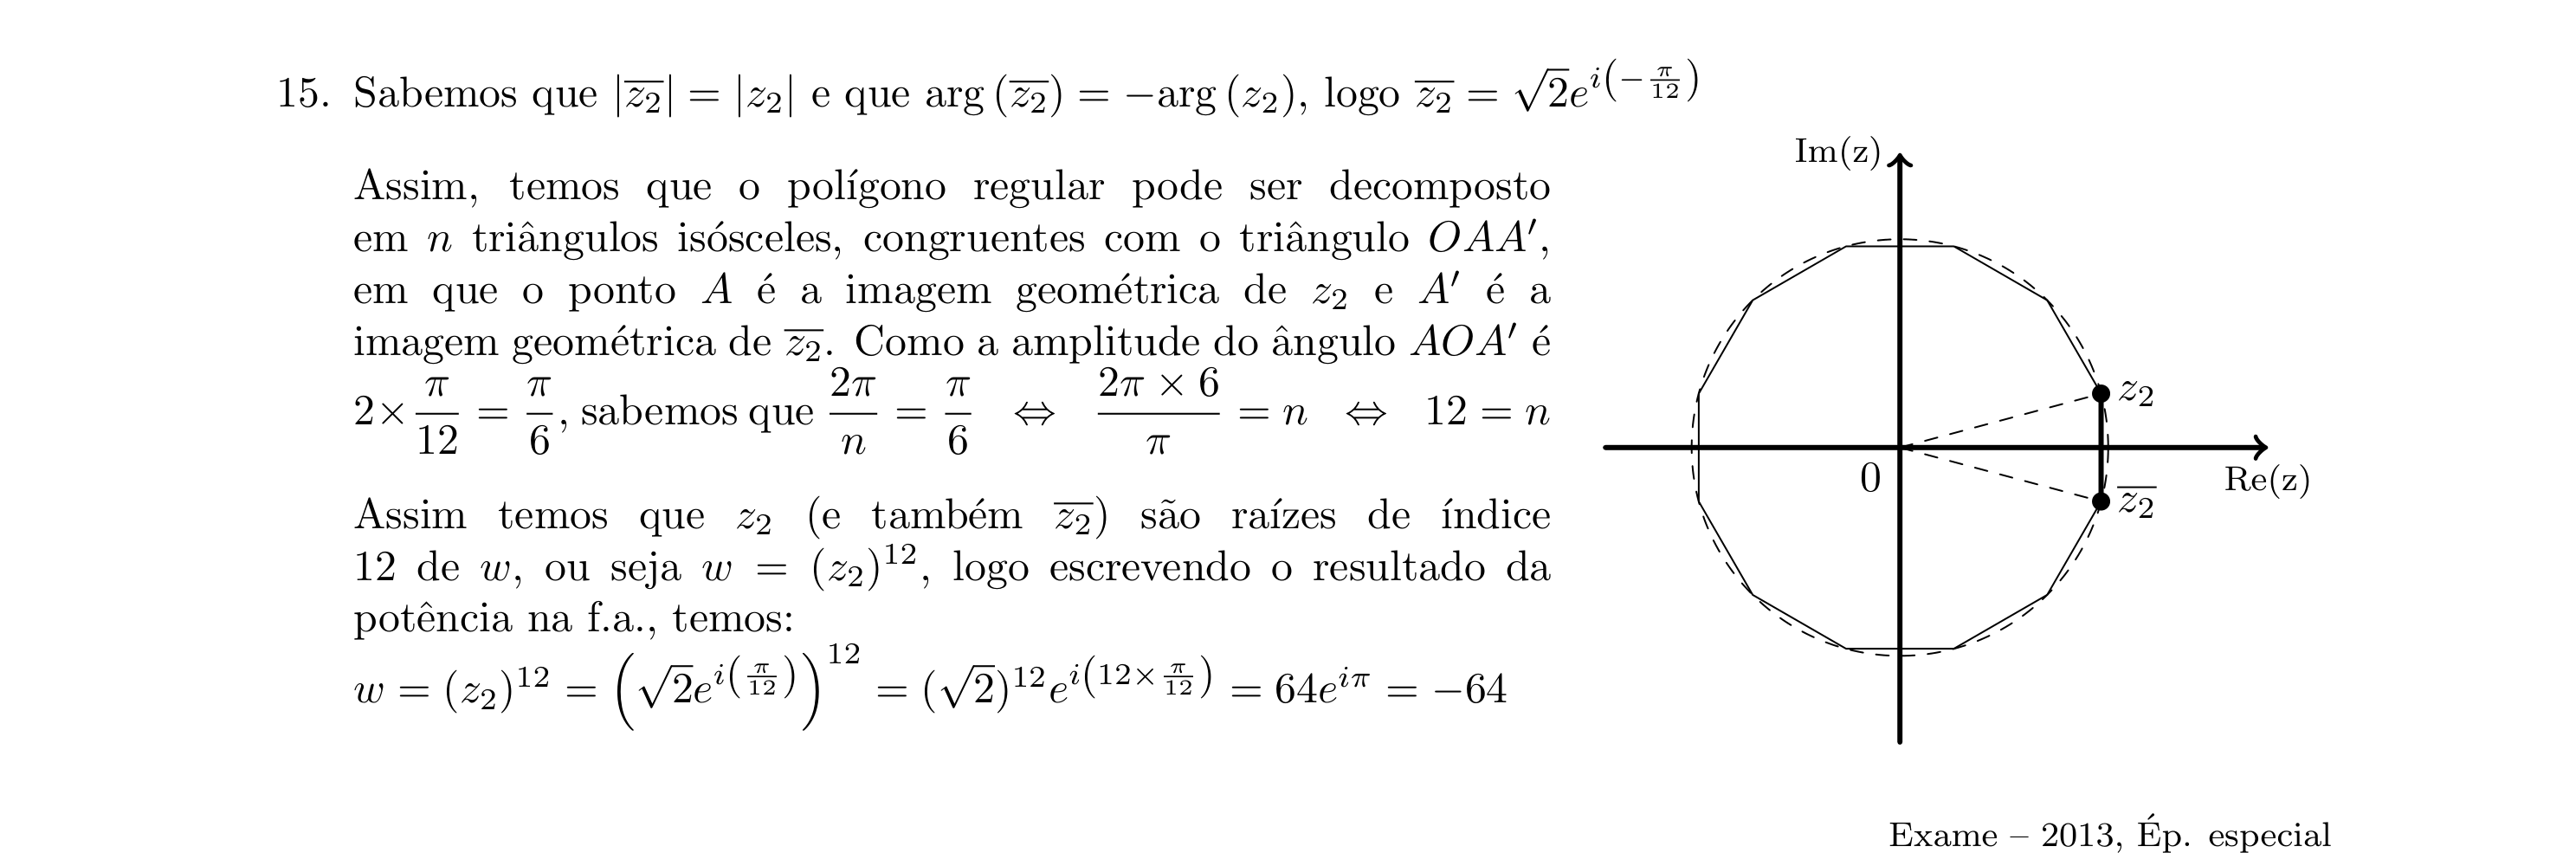 15. Sabemos que $|\overline{z_2}| = |z_2|$ e que $\arg(\overline{z_2}) = -\arg(z_2)$, logo $\overline{z_2} = \sqrt{2}e^{i\left(-\frac{\pi}{12}\right)}$
Im(z)
Assim, temos que o polígono regular pode ser decomposto
em $n$ triângulos isósceles, congruentes com o triângulo $OAA'$,
em que o ponto $A$ é a imagem geométrica de $z_2$ e $A'$ é a
imagem geométrica de $\overline{z_2}$. Como a amplitude do ângulo $AOA'$ é
$2 \times \frac{\pi}{12} = \frac{\pi}{6}$, sabemos que $\frac{2\pi}{n} = \frac{\pi}{6} \Leftrightarrow \frac{2\pi \times 6}{\pi} = n \Leftrightarrow 12 = n$
$z_2$
0
Re(z)
$\overline{z_2}$
Assim temos que $z_2$ (e também $\overline{z_2}$) são raízes de índice
12 de $w$, ou seja $w = (z_2)^{12}$, logo escrevendo o resultado da
potência na f.a., temos:
$w = (z_2)^{12} = \left(\sqrt{2}e^{i\left(\frac{\pi}{12}\right)}\right)^{12} = (\sqrt{2})^{12}e^{i\left(12 \times \frac{\pi}{12}\right)} = 64e^{i\pi} = -64$
Exame – 2013, Ép. especial